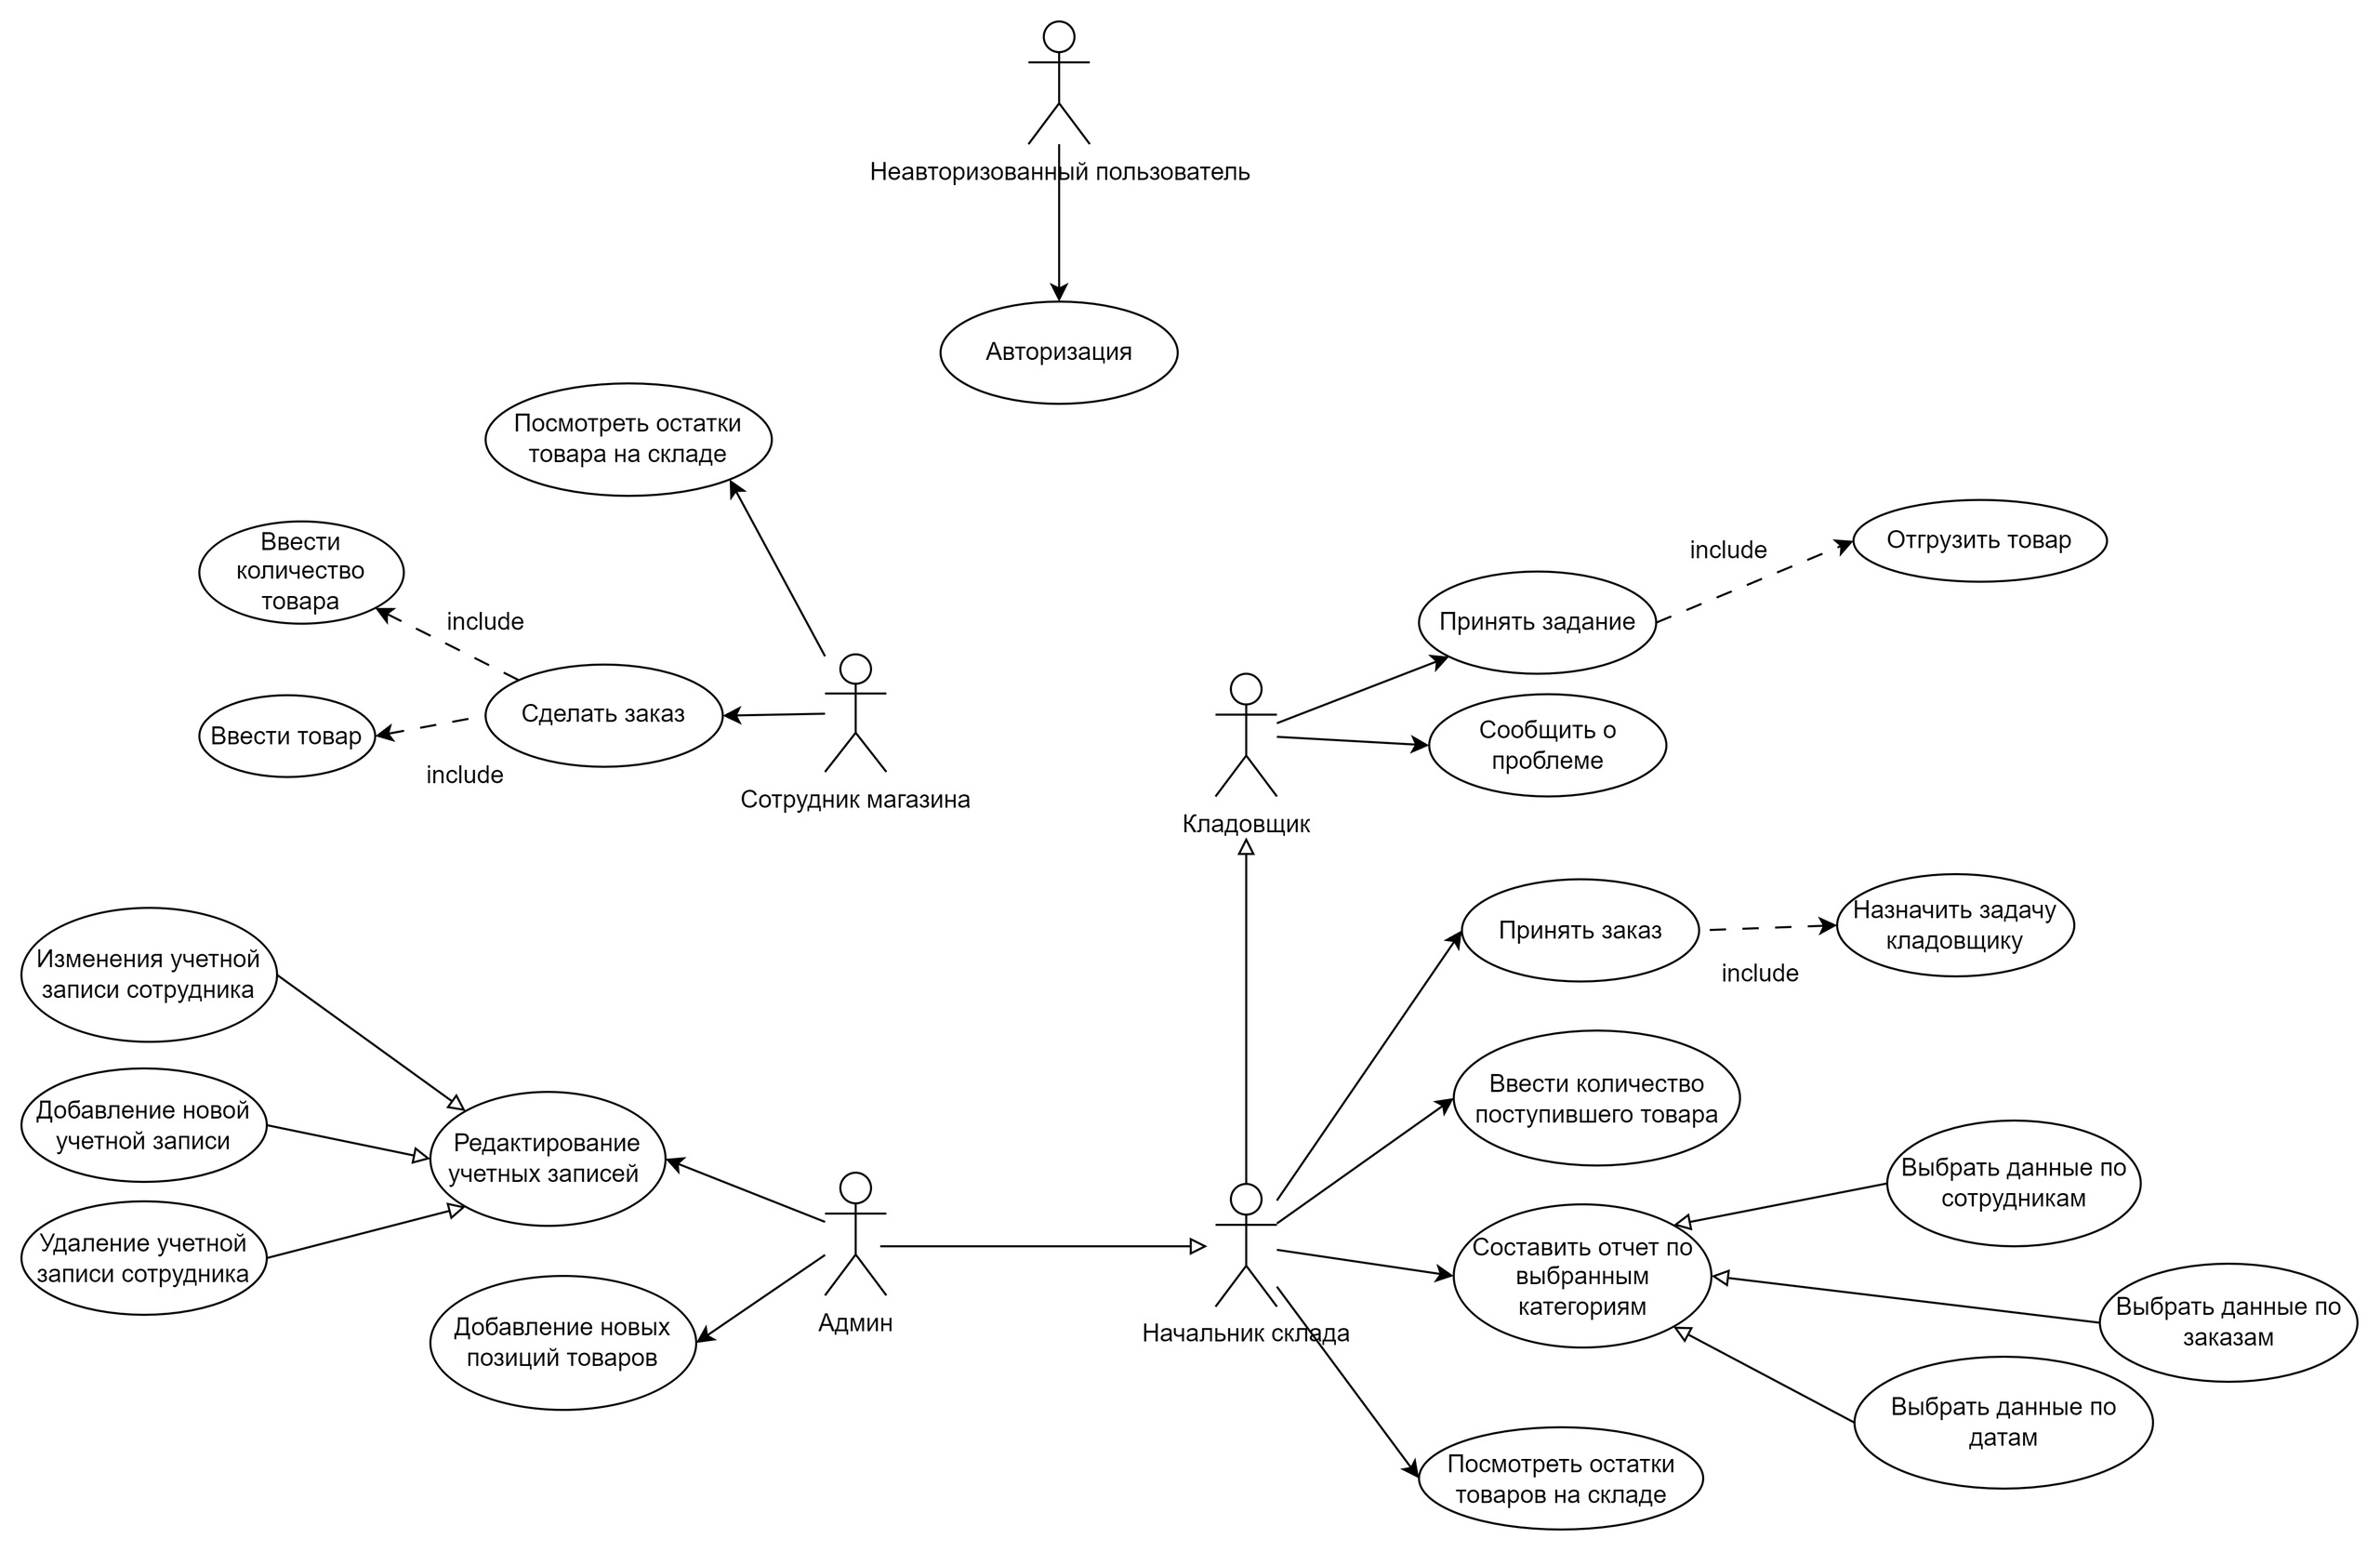 Неавторизованный пользователь
Авторизация
Посмотреть остатки
товара на складе
Ввести
количество
товара
include
Сделать заказ
Ввести товар
include
Сотрудник магазина
Отгрузить товар
include
Принять задание
Сообщить о
проблеме
Кладовщик
Принять заказ
Назначить задачу
кладовщику
include
Изменения учетной
записи сотрудника
Добавление новой
учетной записи
Удаление учетной
записи сотрудника
Редактирование
учетных записей
Добавление новых
позиций товаров
Админ
Начальник склада
Ввести количество
поступившего товара
Составить отчет по
выбранным
категориям
Выбрать данные по
сотрудникам
Выбрать данные по
заказам
Выбрать данные по
датам
Посмотреть остатки
товаров на складе